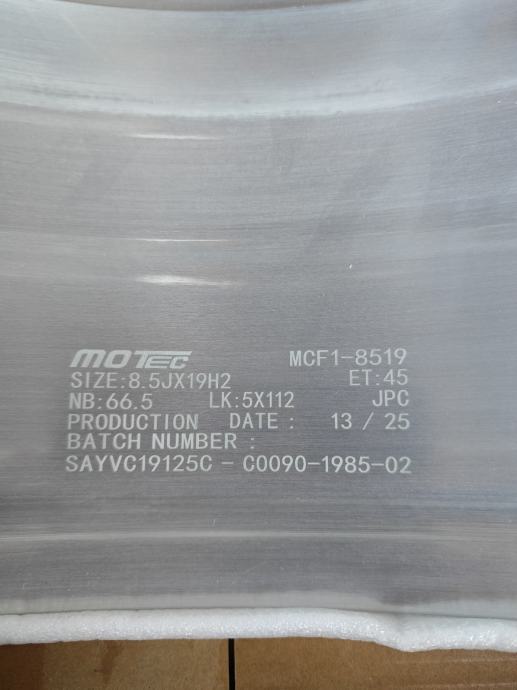 MOTEC MCF1-8519
SIZE:8.5JX19H2 ET:45
NB:66.5 LK:5X112 JPC
PRODUCTION DATE : 13 / 25
BATCH NUMBER :
SAYVC19125C - C0090-1985-02